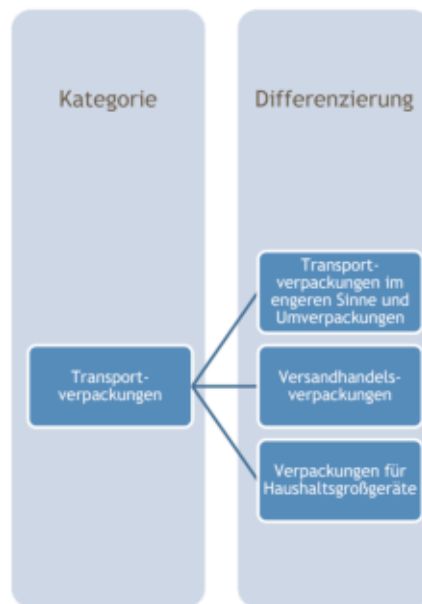 Kategorie
Differenzierung
Transport-
verpackungen
Transport-
verpackungen im
engeren Sinne und
Umverpackungen
Versandhandels-
verpackungen
Verpackungen für
Haushaltsgroßgeräte